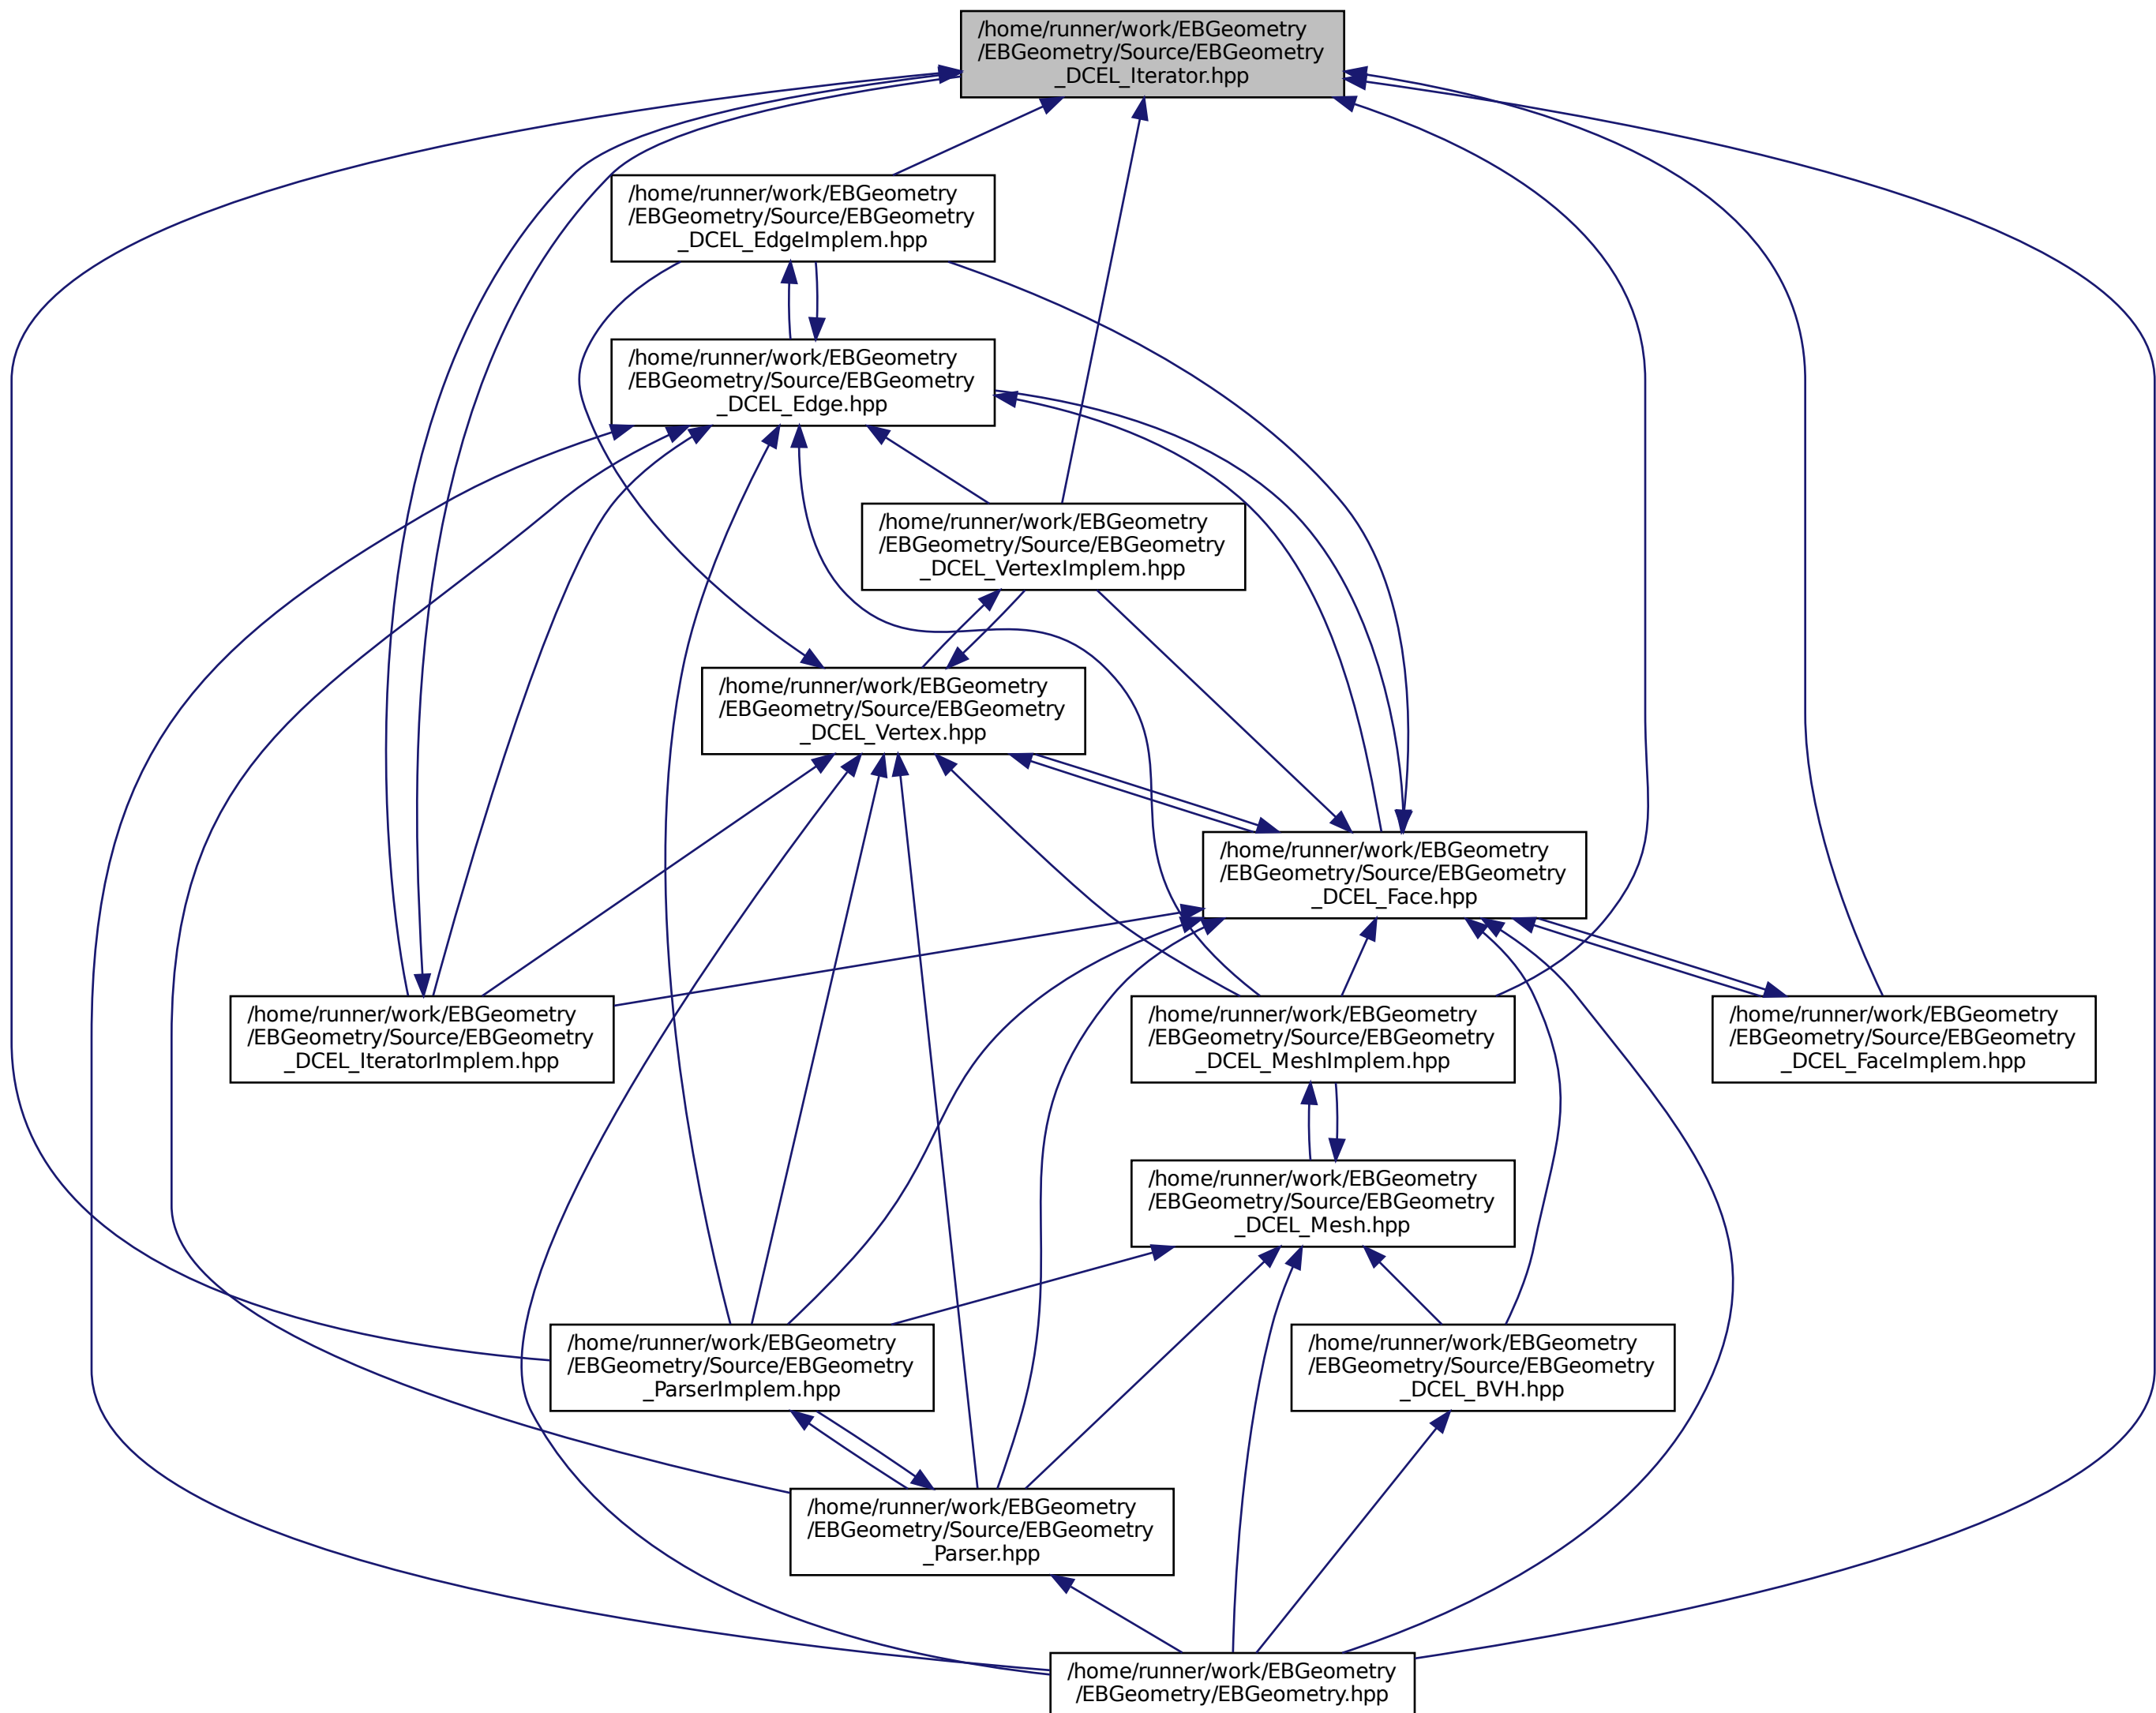 /home/runner/work/EBGeometry
/EBGeometry/Source/EBGeometry
_DCEL_Iterator.hpp
/home/runner/work/EBGeometry
/EBGeometry/Source/EBGeometry
_DCEL_EdgeImplem.hpp
/home/runner/work/EBGeometry
/EBGeometry/Source/EBGeometry
_DCEL_Edge.hpp
/home/runner/work/EBGeometry
/EBGeometry/Source/EBGeometry
_DCEL_VertexImplem.hpp
/home/runner/work/EBGeometry
/EBGeometry/Source/EBGeometry
_DCEL_Vertex.hpp
/home/runner/work/EBGeometry
/EBGeometry/Source/EBGeometry
_DCEL_Face.hpp
/home/runner/work/EBGeometry
/EBGeometry/Source/EBGeometry
_DCEL_IteratorImplem.hpp
/home/runner/work/EBGeometry
/EBGeometry/Source/EBGeometry
_DCEL_MeshImplem.hpp
/home/runner/work/EBGeometry
/EBGeometry/Source/EBGeometry
_DCEL_FaceImplem.hpp
/home/runner/work/EBGeometry
/EBGeometry/Source/EBGeometry
_DCEL_Mesh.hpp
/home/runner/work/EBGeometry
/EBGeometry/Source/EBGeometry
_ParserImplem.hpp
/home/runner/work/EBGeometry
/EBGeometry/Source/EBGeometry
_DCEL_BVH.hpp
/home/runner/work/EBGeometry
/EBGeometry/Source/EBGeometry
_Parser.hpp
/home/runner/work/EBGeometry
/EBGeometry/EBGeometry.hpp